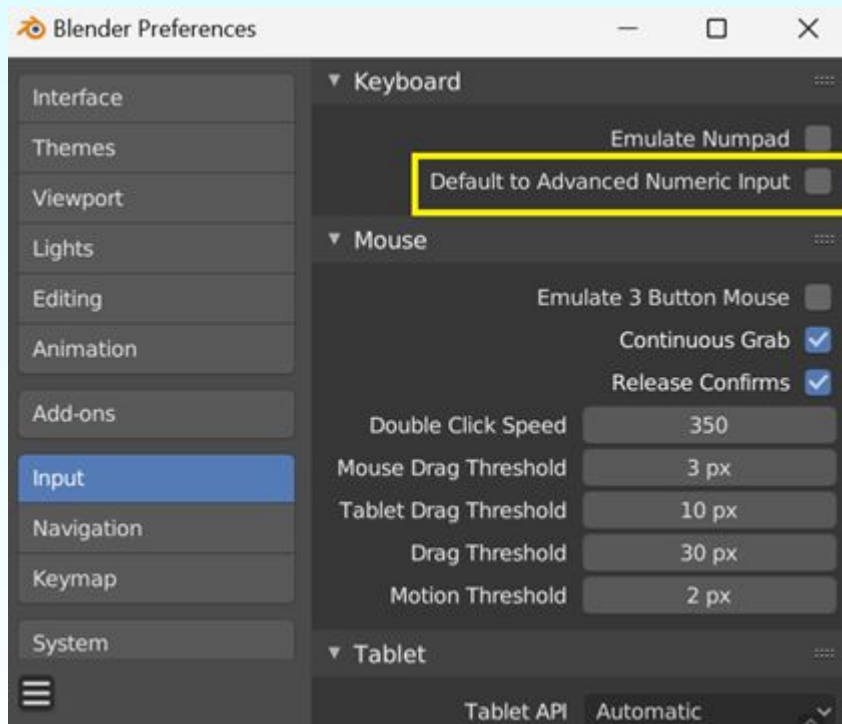 Blender Preferences
Interface
Themes
Viewport
Lights
Editing
Animation
Add-ons
Input
Navigation
Keymap
System
Keyboard
Emulate Numpad
Default to Advanced Numeric Input
Mouse
Emulate 3 Button Mouse
Continuous Grab
Release Confirms
Double Click Speed 350
Mouse Drag Threshold 3 px
Tablet Drag Threshold 10 px
Drag Threshold 30 px
Motion Threshold 2 px
Tablet
Tablet API Automatic